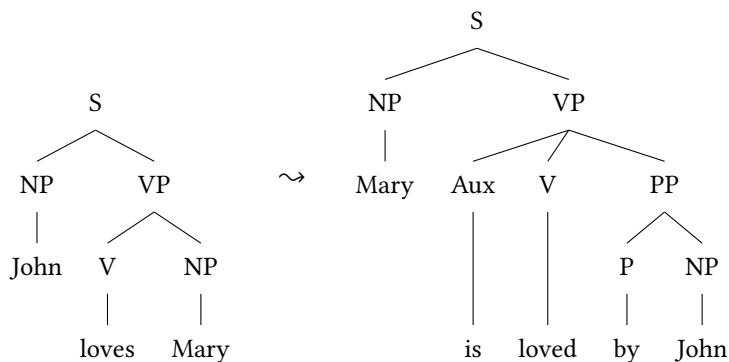 S
NP VP
John V NP
loves Mary
⤳
S
NP VP
Mary Aux V PP
P NP
is loved by John